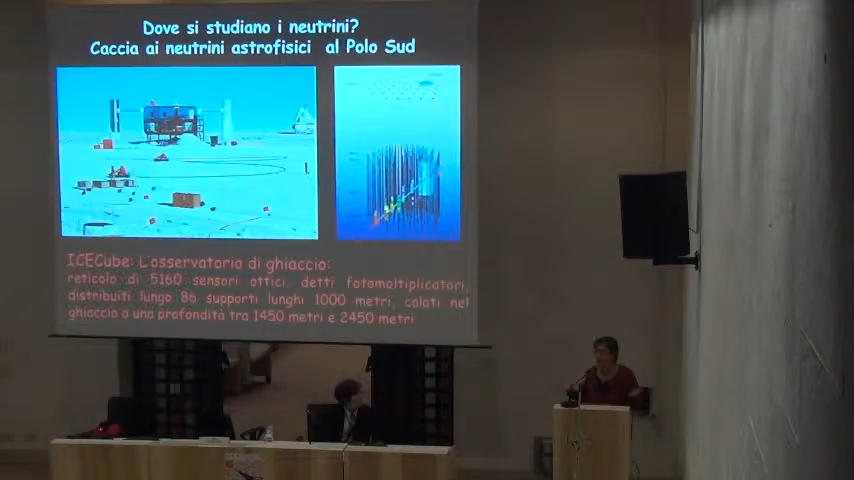 Dove si studiano i neutrini?
Caccia ai neutrini astrofisici al Polo Sud
ICECube: L'osservatorio di ghiaccio:
reticolo di 5160 sensori ottici, detti fotomoltiplicatori,
distribuiti lungo 86 supporti lunghi 1000 metri, calati nel
ghiaccio a una profondità tra 1450 metri e 2450 metri